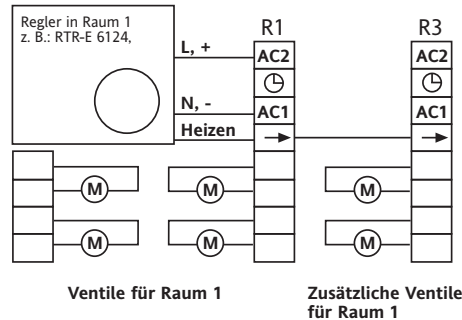 Regler in Raum 1
z. B.: RTR-E 6124,
R1
R3
L, +
AC2
AC2
N, -
AC1
AC1
Heizen
M
M
M
M
M
M
Ventile für Raum 1
Zusätzliche Ventile
für Raum 1